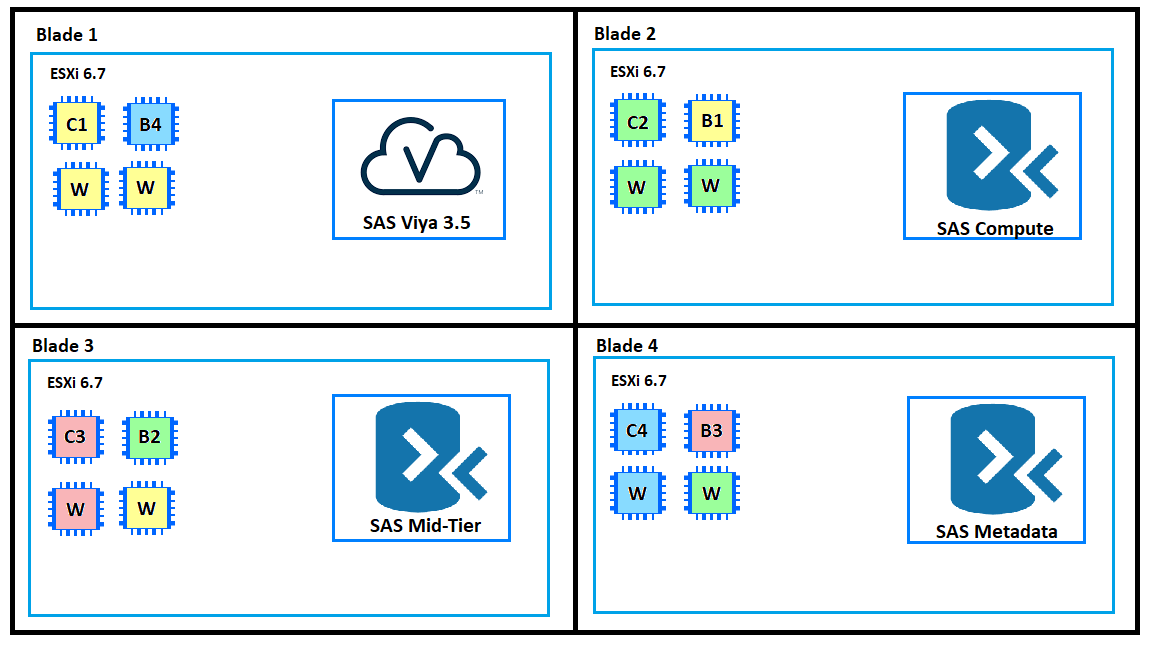 Blade 1
ESXi 6.7
C1
B4
W
W
SAS Viya 3.5
TM
Blade 2
ESXi 6.7
C2
B1
W
W
SAS Compute
Blade 3
ESXi 6.7
C3
B2
W
W
SAS Mid-Tier
Blade 4
ESXi 6.7
C4
B3
W
W
SAS Metadata